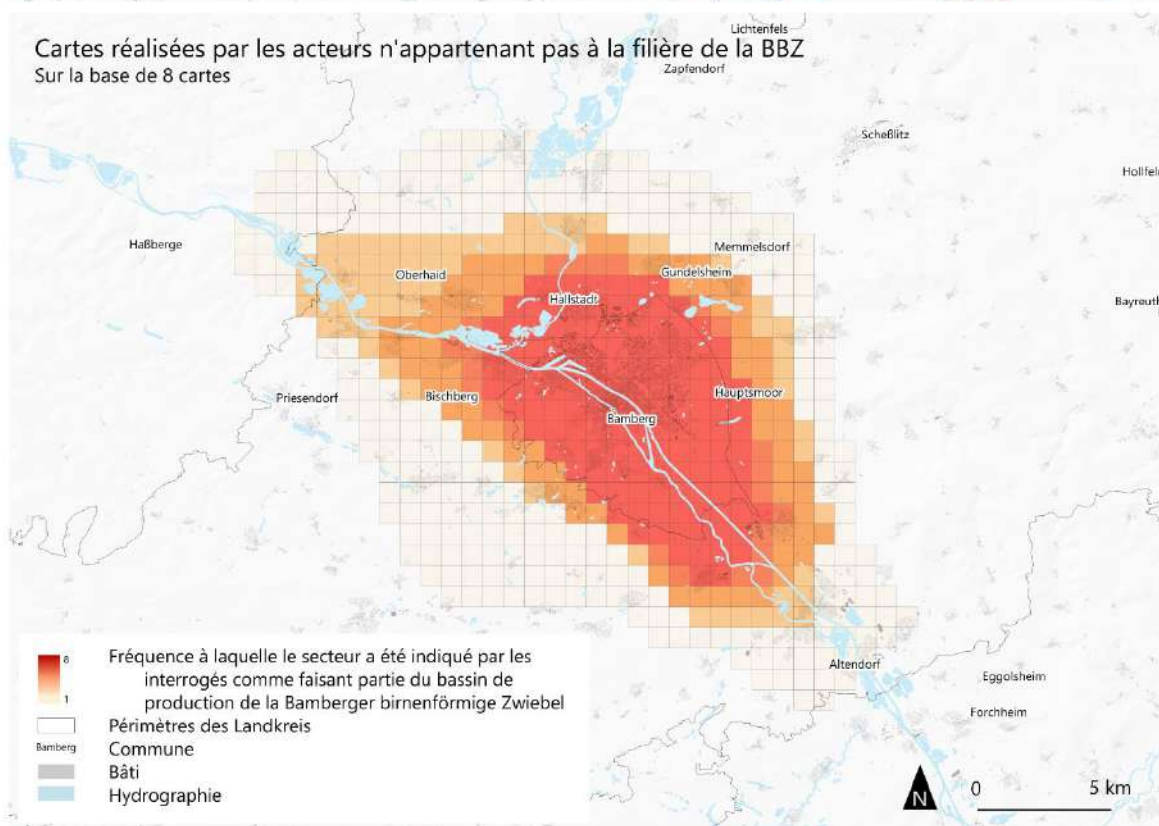 Lichtenfels
Cartes réalisées par les acteurs n'appartenant pas à la filière de la BBZ
Sur la base de 8 cartes
Zapfendorf
Scheßlitz
Hollfel
Haßberge
Memmelsdorf
Oberhaid
Gundelsheim
Hallstadt
Bayreuth
Priesendorf
Bischberg
Hauptsmoor
Bamberg
Altendorf
Eggolsheim
Forchheim
8
1
Fréquence à laquelle le secteur a été indiqué par les
interrogés comme faisant partie du bassin de
production de la Bamberger birnenförmige Zwiebel
Périmètres des Landkreis
Bamberg Commune
Bâti
Hydrographie
N
0 5 km